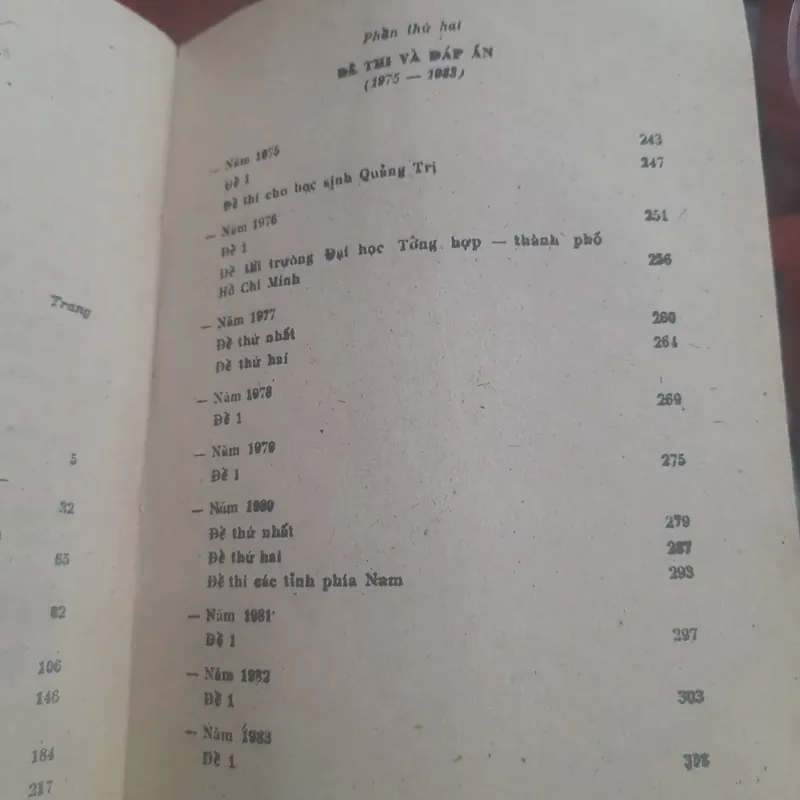 Trang
5
32
65
82
106
146
184
217
Phần thứ hai
ĐỀ THI VÀ ĐÁP ÁN
(1975 — 1983)
— Năm 1975
Đề 1 243
Đề thi cho học sinh Quảng Trị 247
— Năm 1976
Đề 1 251
Đề thi trường Đại học Tổng hợp — thành phố
Hồ Chí Minh 256
— Năm 1977
Đề thứ nhất 260
Đề thứ hai 264
— Năm 1978
Đề 1 269
— Năm 1979
Đề 1 275
— Năm 1980
Đề thứ nhất 279
Đề thứ hai 287
Đề thi các tỉnh phía Nam 293
— Năm 1981
Đề 1 297
— Năm 1982
Đề 1 303
— Năm 1983
Đề 1